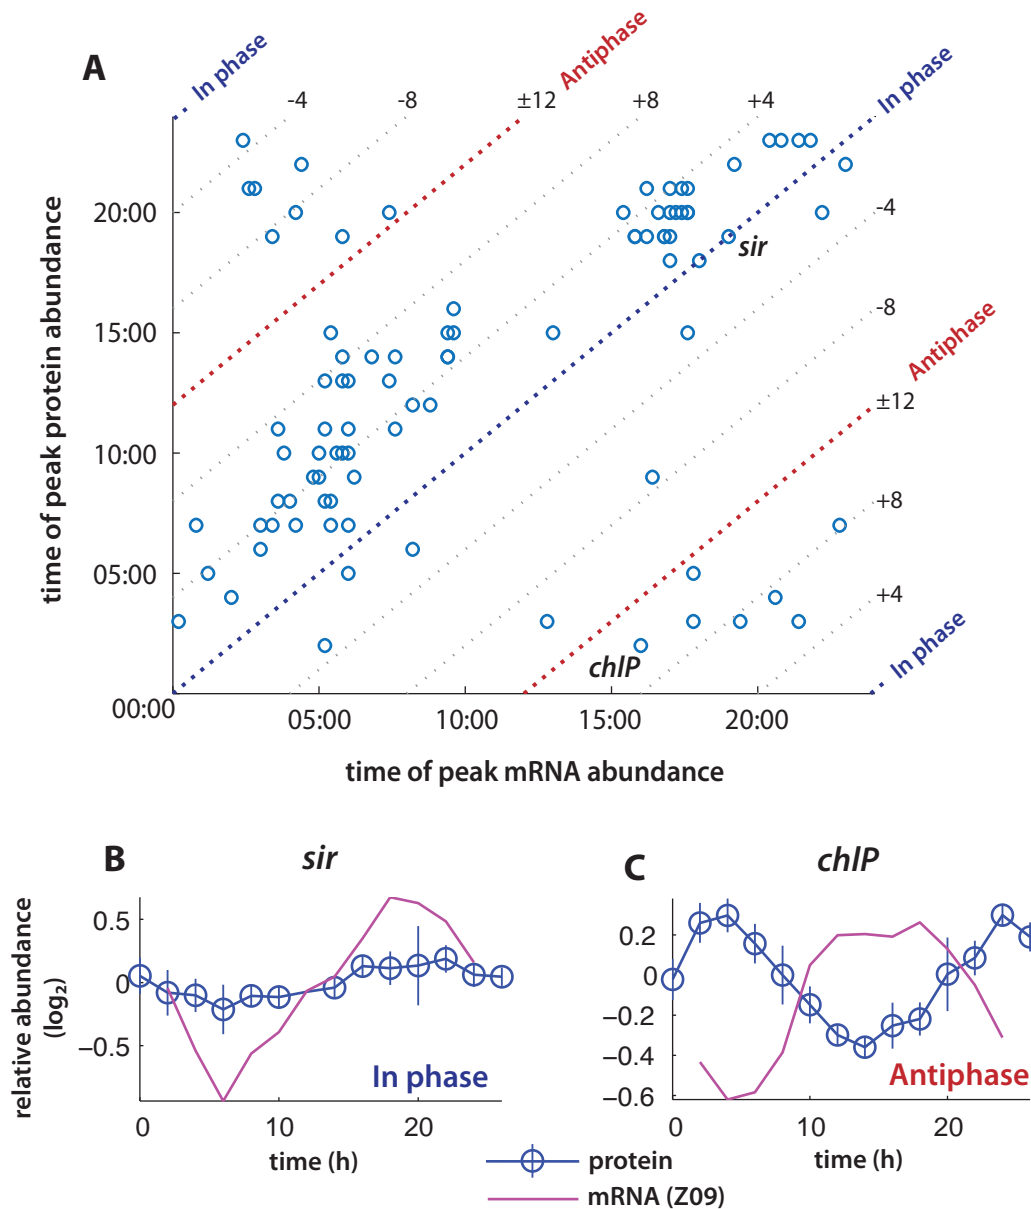 A
In phase
-4
-8
±12
Antiphase
+8
+4
In phase
-4
-8
Antiphase
±12
+8
+4
In phase
time of peak protein abundance
20:00
15:00
10:00
05:00
00:00
05:00
10:00
15:00
20:00
sir
chlP
time of peak mRNA abundance
B
sir
relative abundance
(log2)
0.5
0
−0.5
In phase
0
20
time (h)
C
chlP
0.2
0
−0.2
−0.4
−0.6
Antiphase
0
20
time (h)
protein
mRNA (Z09)